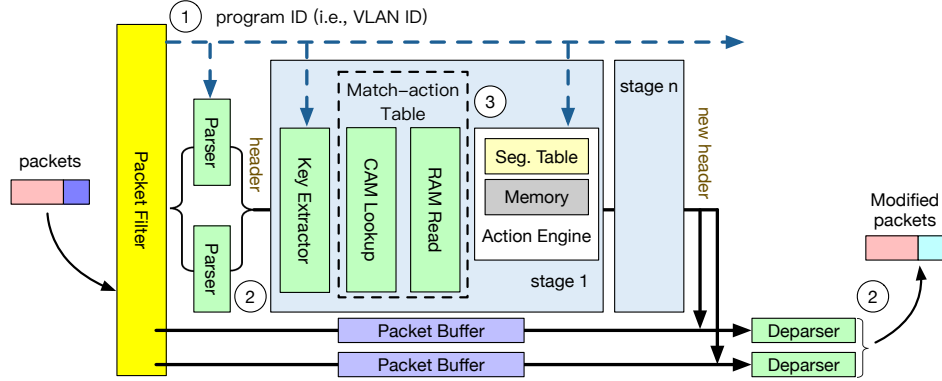 1
program ID (i.e., VLAN ID)
packets
Packet Filter
Parser
Parser
2
header
Key Extractor
Match-action
Table
CAM Lookup
RAM Read
3
Seg. Table
Memory
Action Engine
stage 1
stage n
new header
Packet Buffer
Packet Buffer
Deparser
Deparser
2
Modified
packets